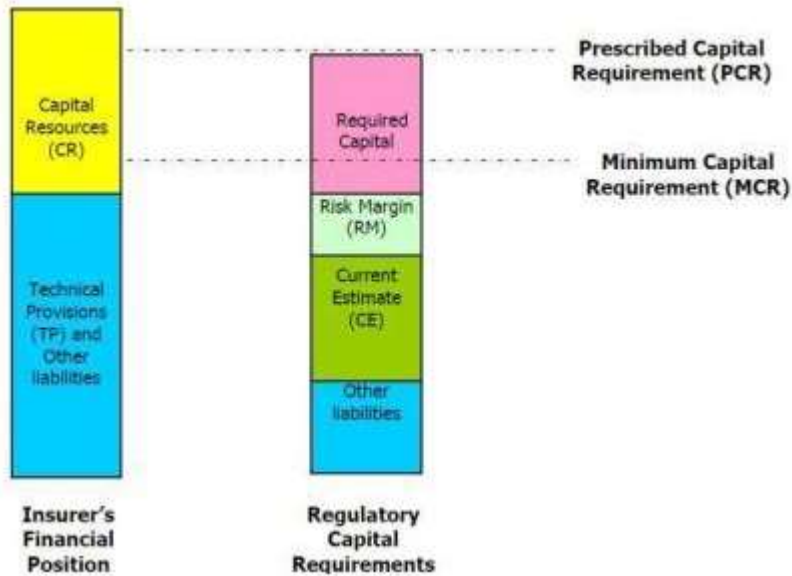 Capital
Resources
(CR)
Technical
Provisions
(TP) and
Other
liabilities
Insurer's
Financial
Position
Required
Capital
Risk Margin
(RM)
Current
Estimate
(CE)
Other
liabilities
Regulatory
Capital
Requirements
Prescribed Capital
Requirement (PCR)
Minimum Capital
Requirement (MCR)